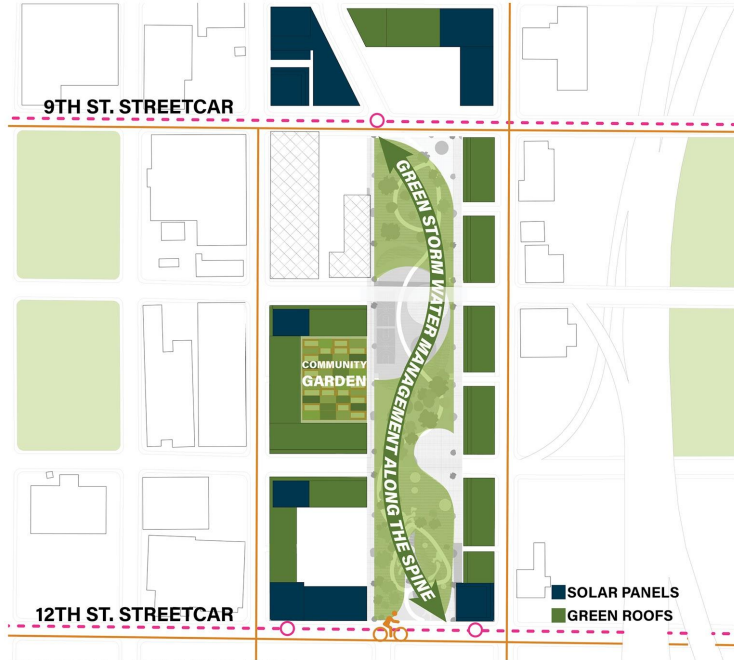 9TH ST. STREETCAR
GREEN STORM WATER MANAGEMENT ALONG THE SPINE
COMMUNITY
GARDEN
SOLAR PANELS
GREEN ROOFS
12TH ST. STREETCAR